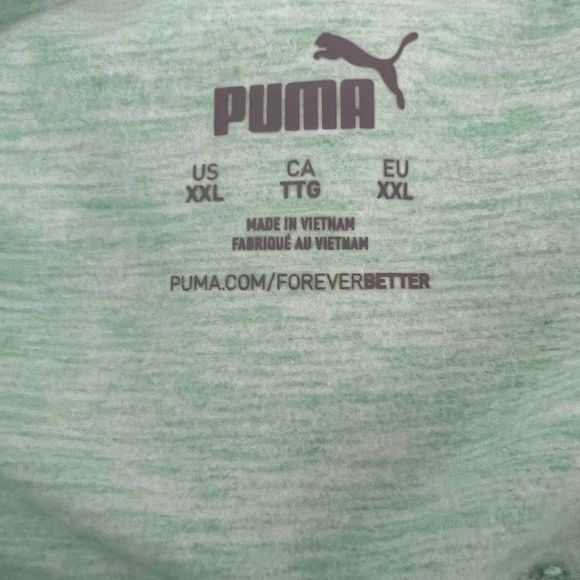 PUMA
US CA EU
XXL TTG XXL
MADE IN VIETNAM
FABRIQUÉ AU VIETNAM
PUMA.COM/FOREVERBETTER